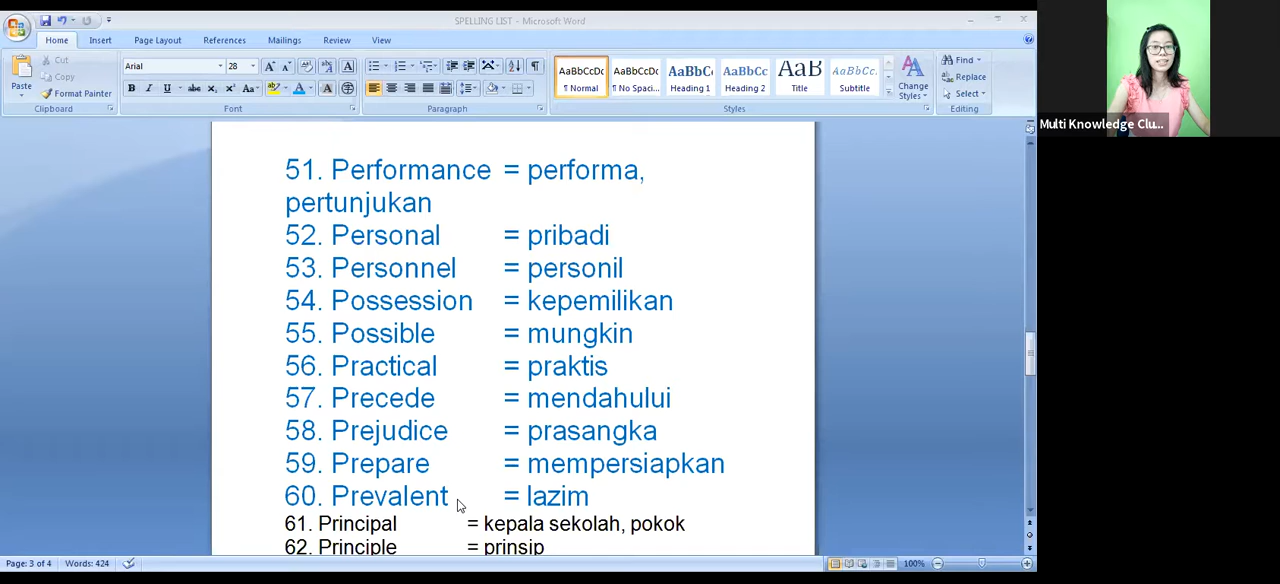 SPELLING LIST - Microsoft Word
Home Insert Page Layout References Mailings Review View
Paste
Cut
Copy
Format Painter
Clipboard
Arial 28
Font
Paragraph
AaBbCcDc AaBbCcDc AaBbC AaBbCc AaB AaBbCc.
¶ Normal ¶ No Spaci... Heading 1 Heading 2 Title Subtitle
Change Styles
Styles
Find
Replace
Select
Editing
Multi Knowledge Clu...
51. Performance = performa,
pertunjukan
52. Personal = pribadi
53. Personnel = personil
54. Possession = kepemilikan
55. Possible = mungkin
56. Practical = praktis
57. Precede = mendahului
58. Prejudice = prasangka
59. Prepare = mempersiapkan
60. Prevalent = lazim
61. Principal = kepala sekolah, pokok
62. Principle = prinsip
Page: 3 of 4 Words: 424 100%